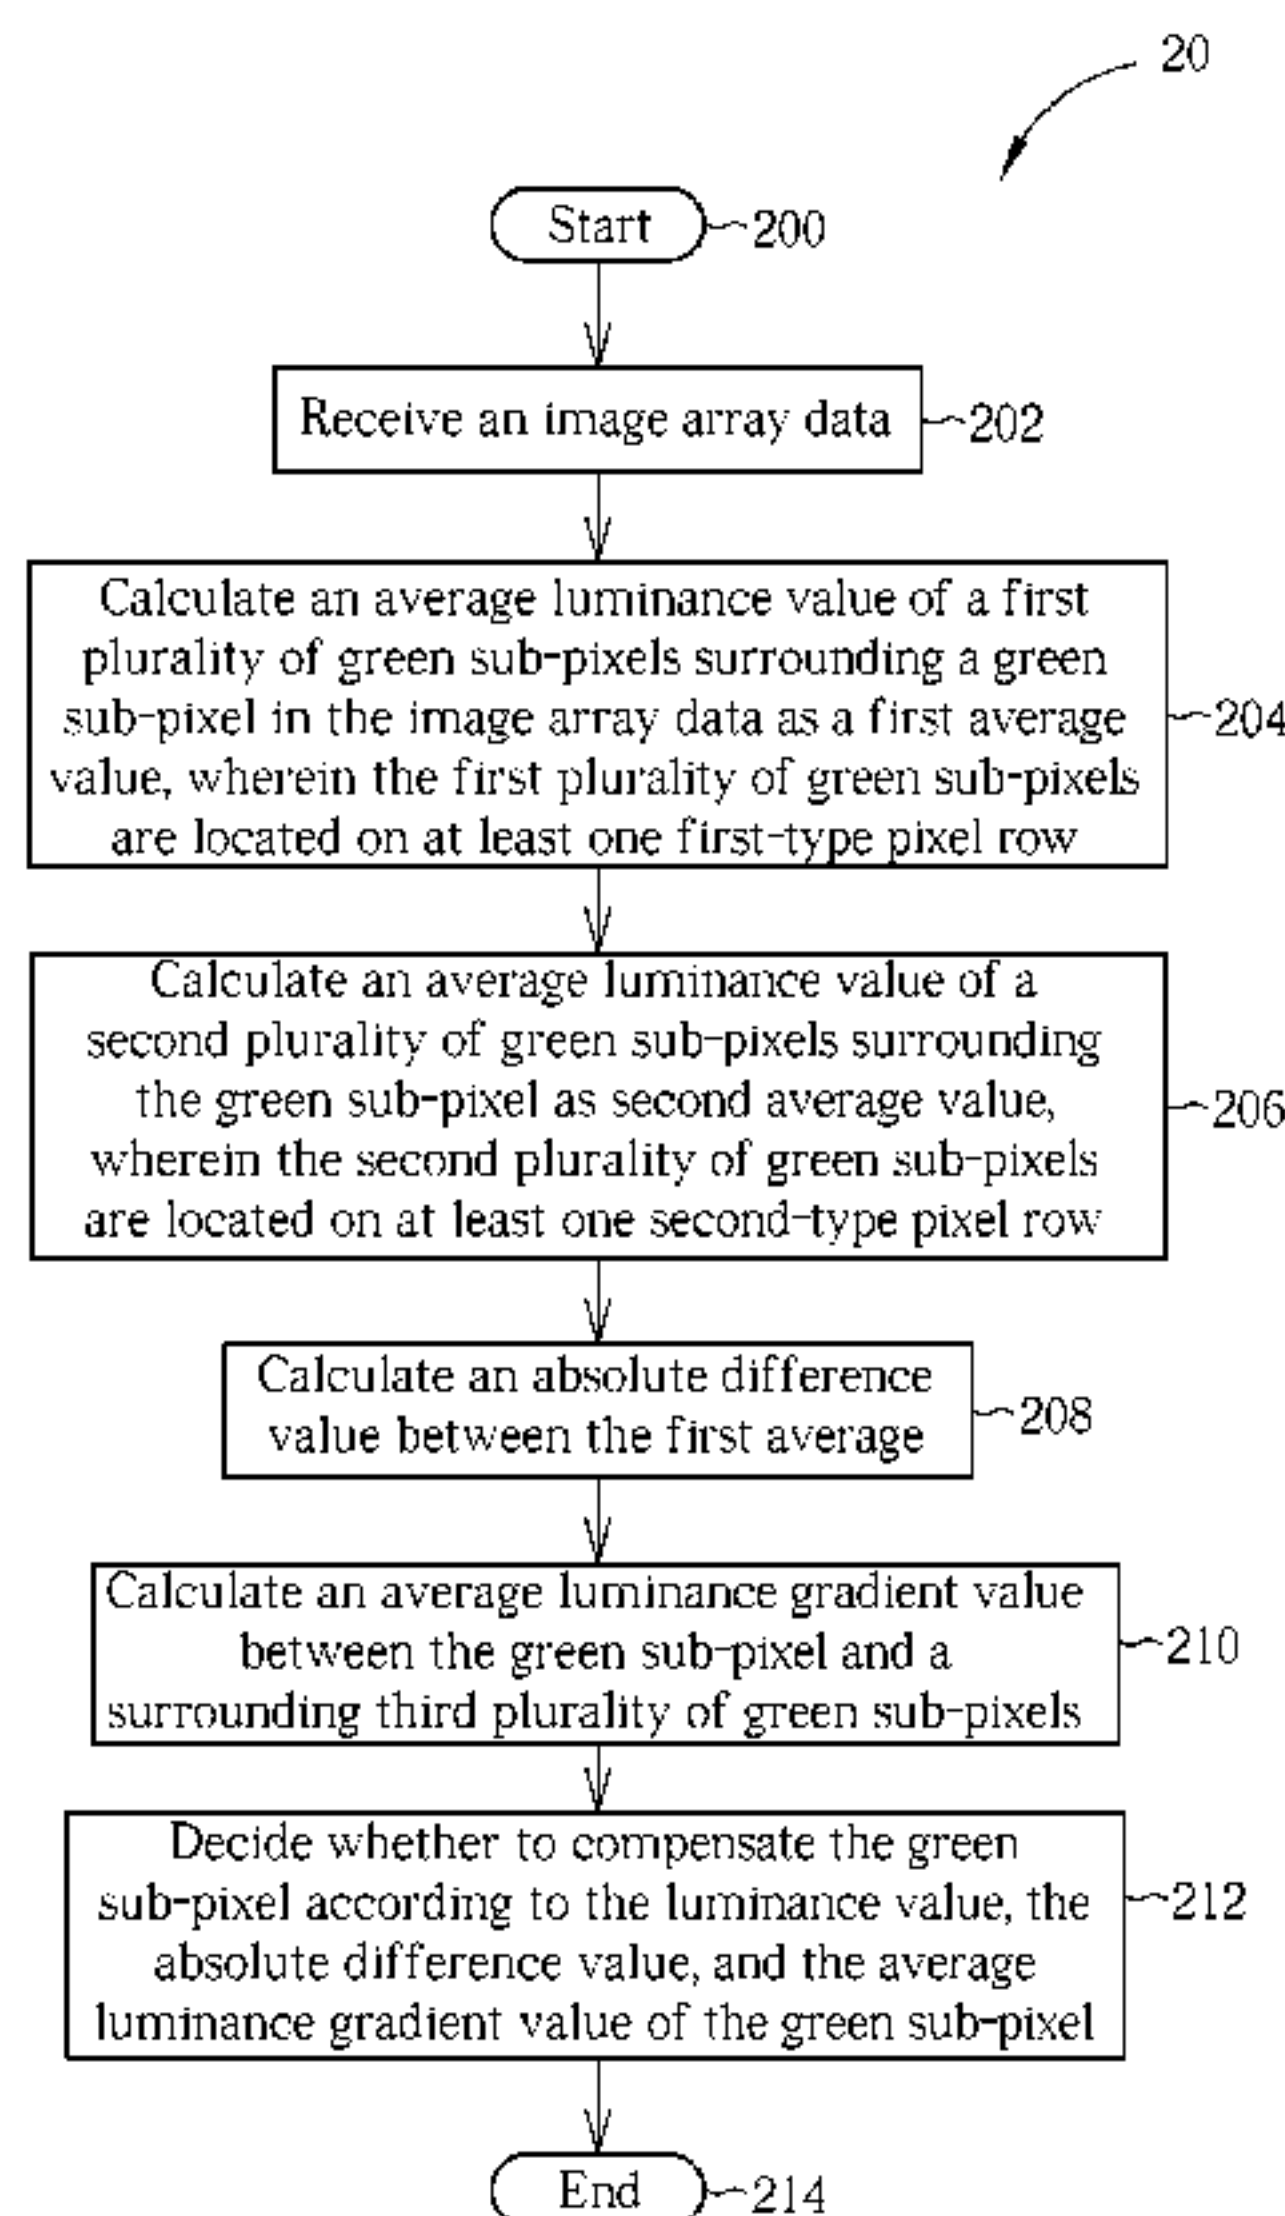 20
Start
200
Receive an image array data
202
Calculate an average luminance value of a first
plurality of green sub-pixels surrounding a green
sub-pixel in the image array data as a first average
value, wherein the first plurality of green sub-pixels
are located on at least one first-type pixel row
204
Calculate an average luminance value of a
second plurality of green sub-pixels surrounding
the green sub-pixel as second average value,
wherein the second plurality of green sub-pixels
are located on at least one second-type pixel row
206
Calculate an absolute difference
value between the first average
208
Calculate an average luminance gradient value
between the green sub-pixel and a
surrounding third plurality of green sub-pixels
210
Decide whether to compensate the green
sub-pixel according to the luminance value, the
absolute difference value, and the average
luminance gradient value of the green sub-pixel
212
End
214